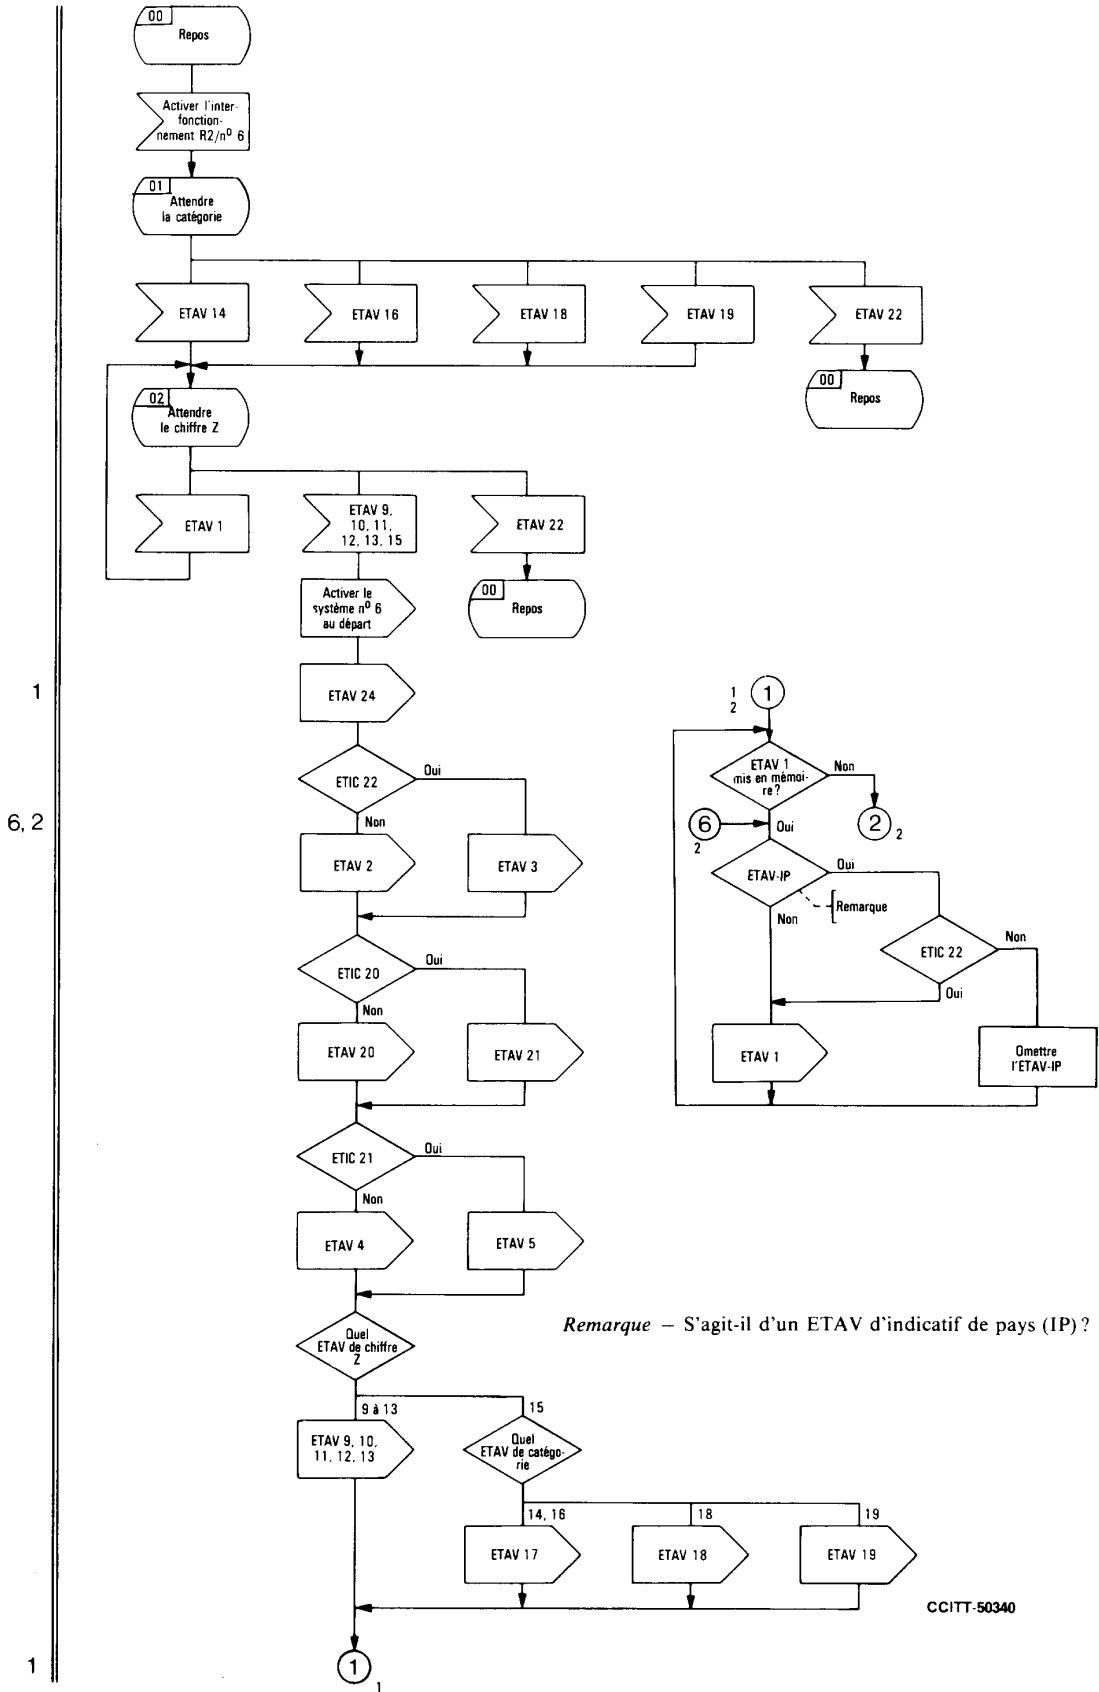 00
Repos
Activer l'inter-
fonction-
nement R2/nº 6
01
Attendre
la catégorie
ETAV 14
ETAV 16
ETAV 18
ETAV 19
ETAV 22
00
Repos
02
Attendre
le chiffre Z
ETAV 1
ETAV 9,
10, 11,
12, 13, 15
ETAV 22
Activer le
système nº 6
au départ
00
Repos
1
ETAV 24
1
2
1
ETIC 22
Oui
Non
ETAV 1
mis en mémoi-
re?
Non
Oui
6, 2
6
2
2
2
ETAV 2
ETAV 3
ETAV-IP
Oui
Non
Remarque
ETIC 22
Non
Oui
ETIC 20
Oui
Non
ETAV 20
ETAV 21
ETAV 1
Omettre
l'ETAV-IP
ETIC 21
Oui
Non
ETAV 4
ETAV 5
Remarque – S'agit-il d'un ETAV d'indicatif de pays (IP)?
Quel
ETAV de chiffre
Z
9 à 13
15
ETAV 9, 10,
11, 12, 13
Quel
ETAV de catégo-
rie
14, 16
18
19
ETAV 17
ETAV 18
ETAV 19
CCITT-50340
1
1
1